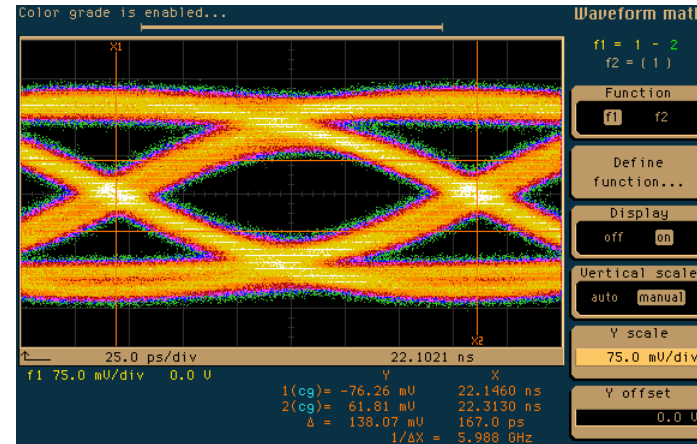 Color grade is enabled...
Waveform mat
f1 = 1 - 2
f2 = ( 1 )
Function
f1 f2
Define
function...
Display
off on
Vertical scale
auto manual
Y scale
75.0 mV/div
Y offset
0.0 V
X1
X2
25.0 ps/div 22.1021 ns
f1 75.0 mV/div 0.0 V
Y X
1(cg)= -76.26 mV 22.1460 ns
2(cg)= 61.81 mV 22.3130 ns
Δ = 138.07 mV 167.0 ps
1/ΔX = 5.988 GHz